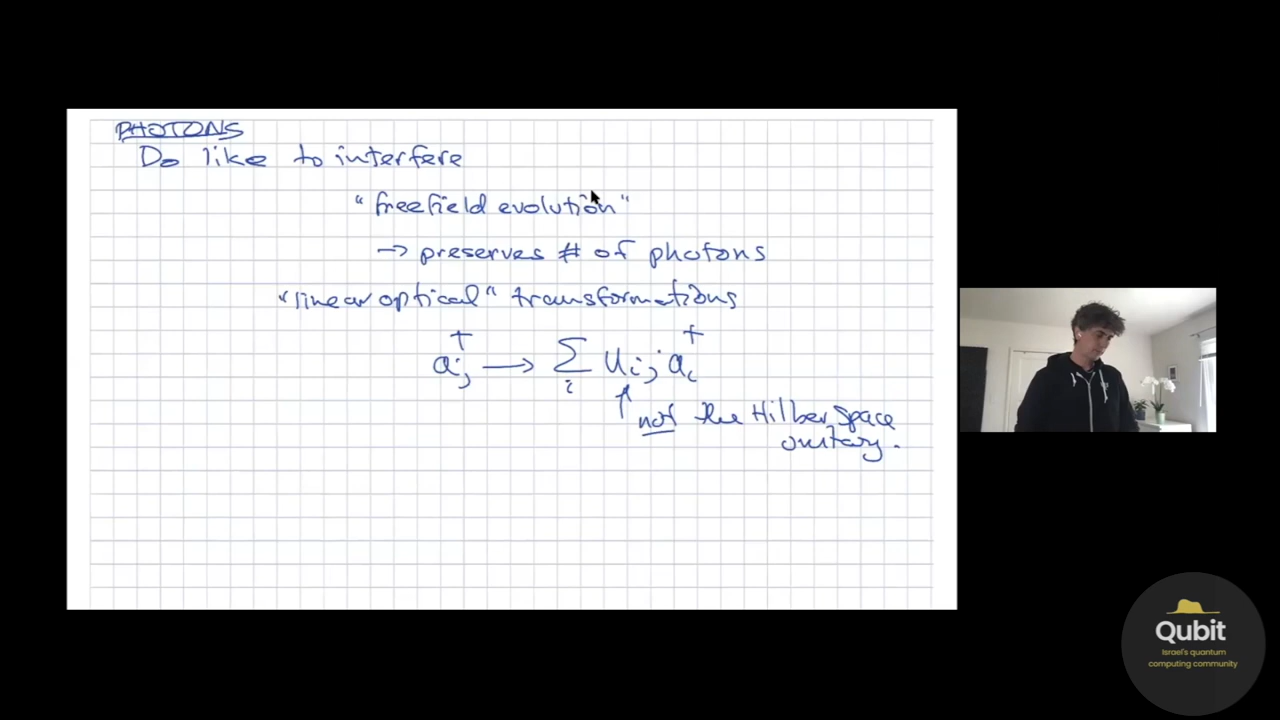 PHOTONS
Do like to interfere
"freefield evolution"
→ preserves # of photons
"linear optical" transformations
a†j → Σi uij a†i
↑ not the Hilber Space
unitary.
Qubit
Israel's quantum
computing community